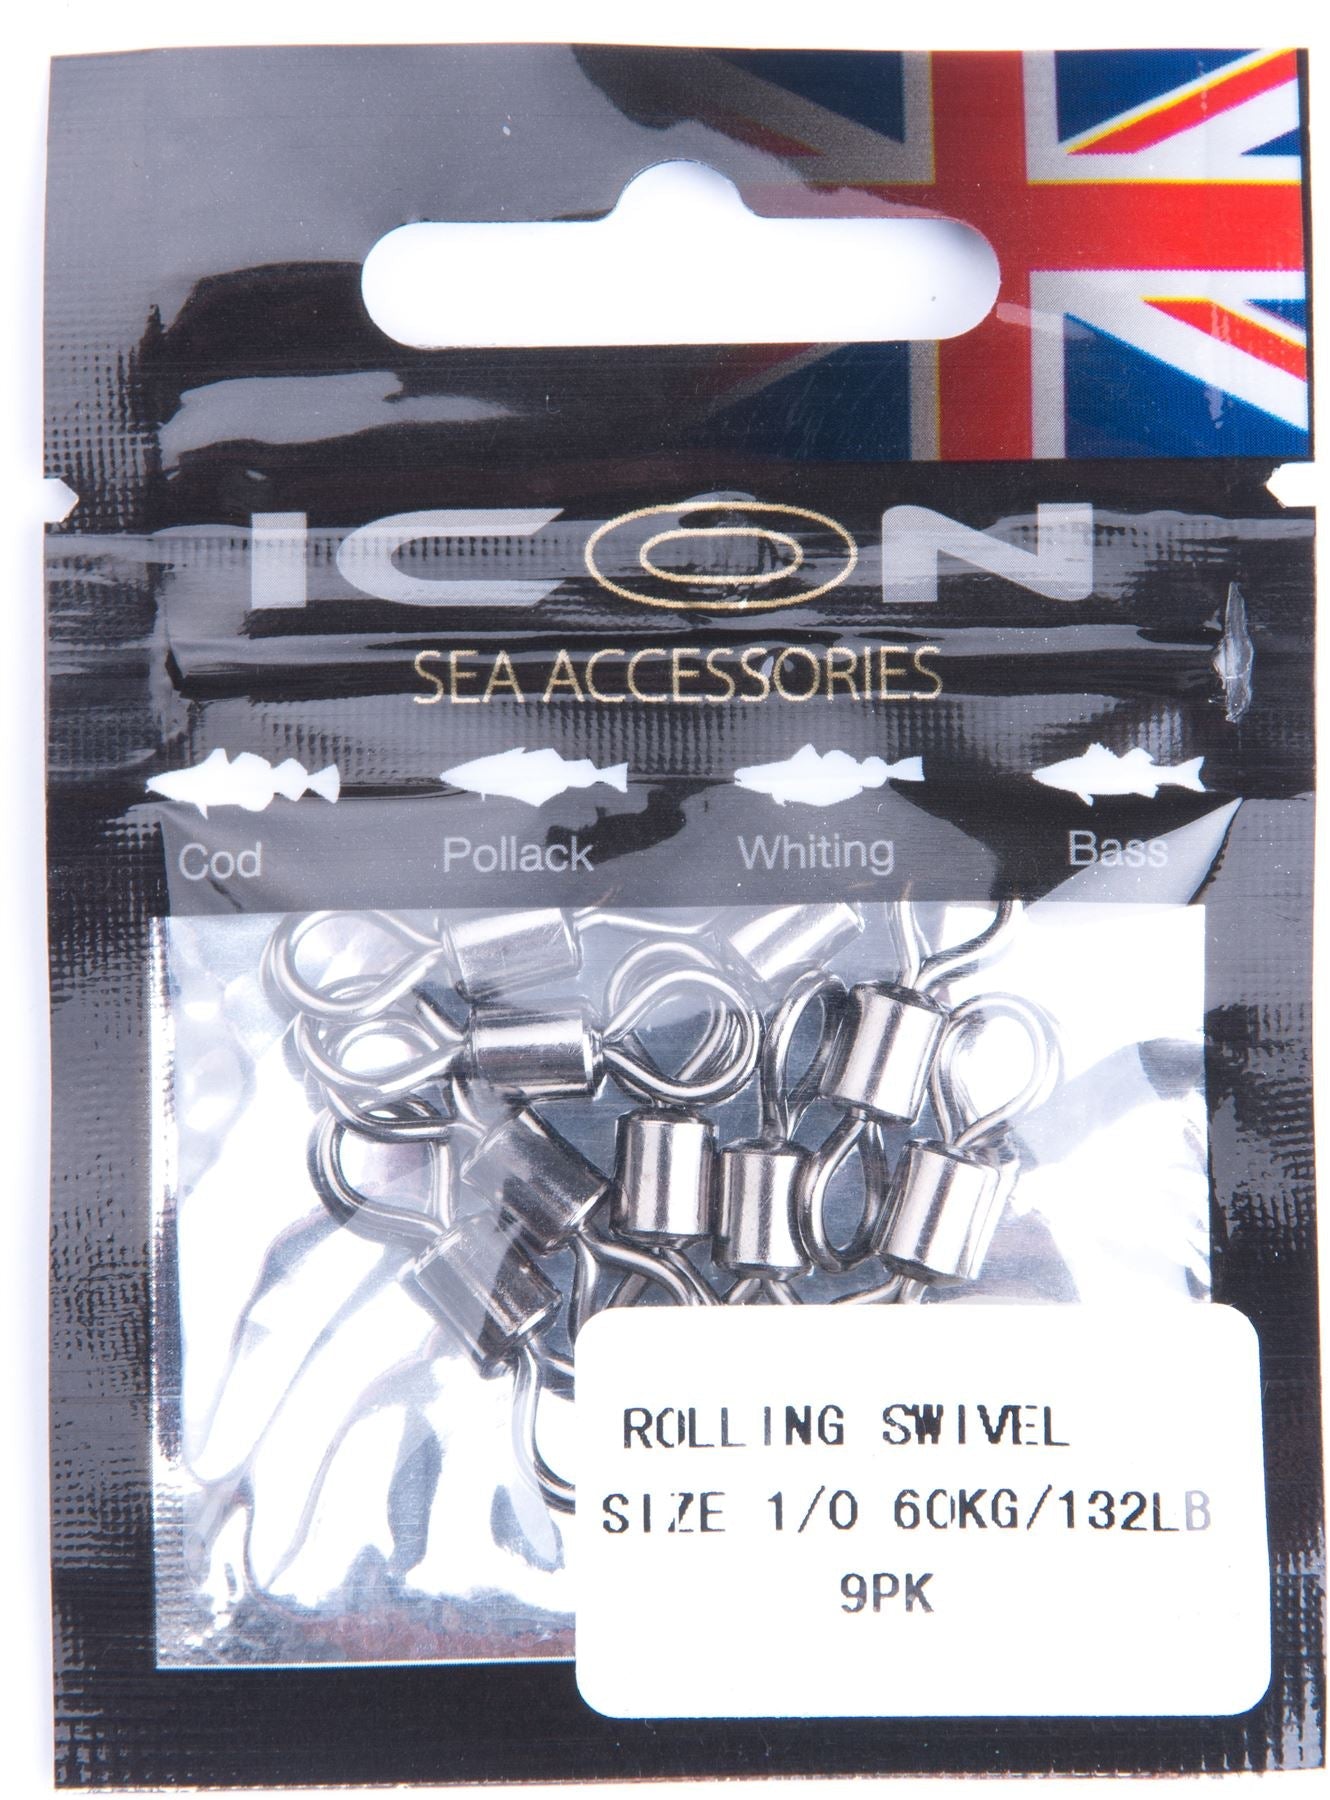 ICON
SEA ACCESSORIES
Cod Pollack Whiting Bass
ROLLING SWIVEL
SIZE 1/0 60KG/132LB
9PK